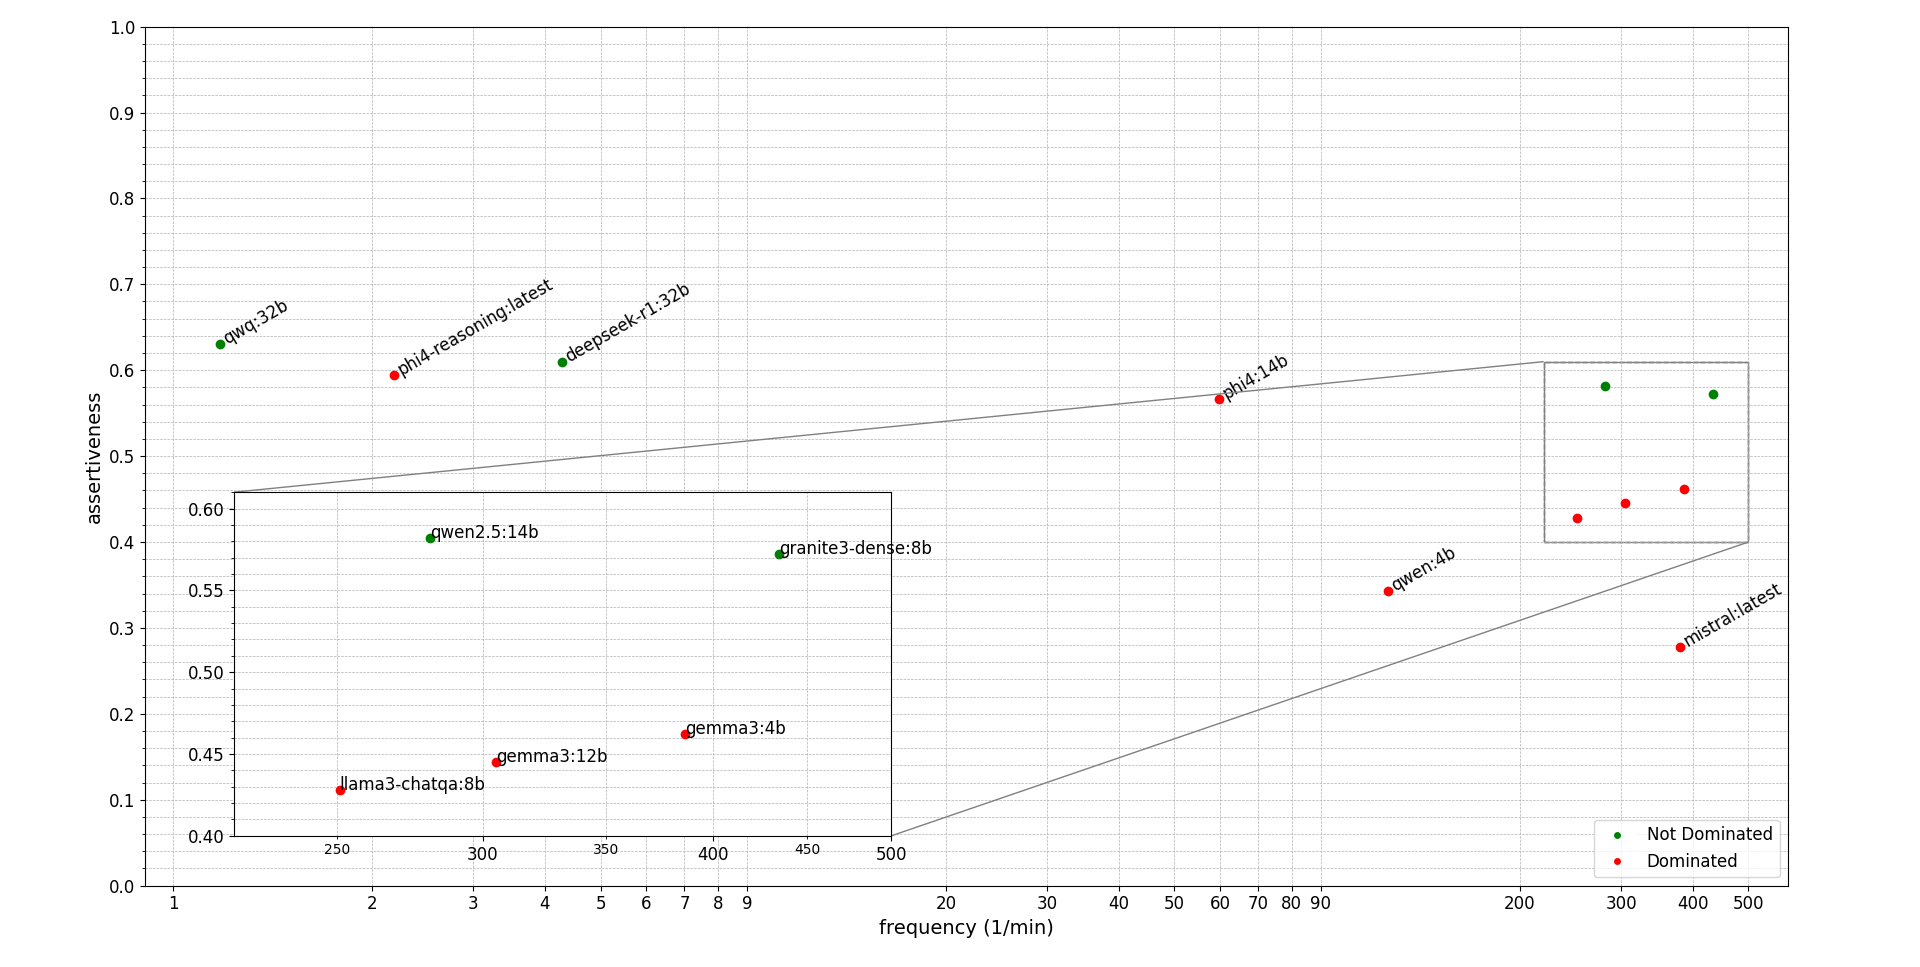 1.0
0.9
0.8
0.7
0.6
0.5
0.4
0.3
0.2
0.1
0.0
assertiveness
qwq:32b
phi4-reasoning:latest
deepseek-r1:32b
phi4:14b
qwen:4b
mistral:latest
0.60
0.55
0.50
0.45
0.40
qwen2.5:14b
granite3-dense:8b
gemma3:4b
gemma3:12b
llama3-chatqa:8b
250 300 350 400 450 500
Not Dominated
Dominated
1 2 3 4 5 6 7 8 9 20 30 40 50 60 70 80 90 200 300 400 500
frequency (1/min)